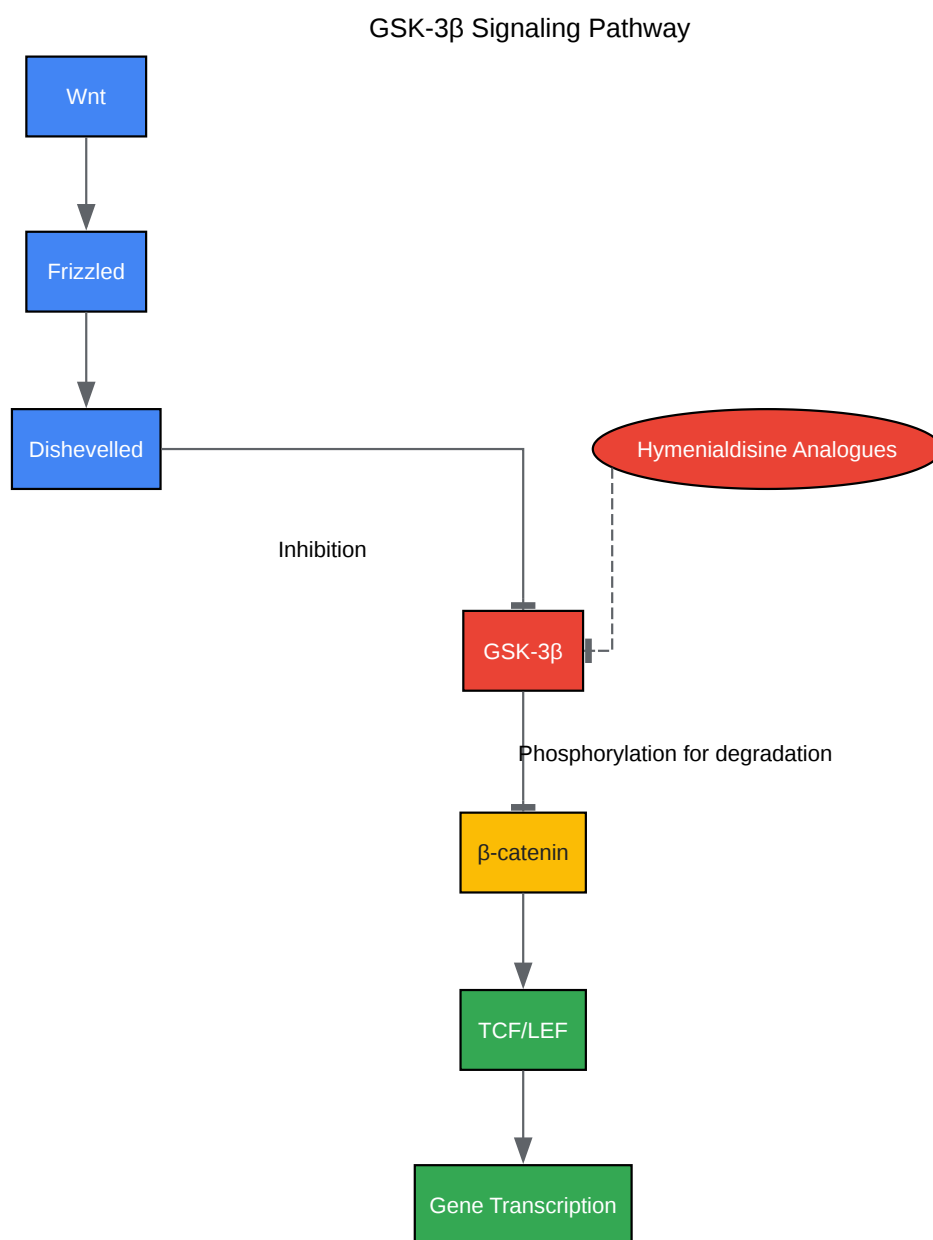 GSK-3β Signaling Pathway
Wnt
Frizzled
Dishevelled
Hymenialdisine Analogues
Inhibition
GSK-3β
Phosphorylation for degradation
β-catenin
TCF/LEF
Gene Transcription